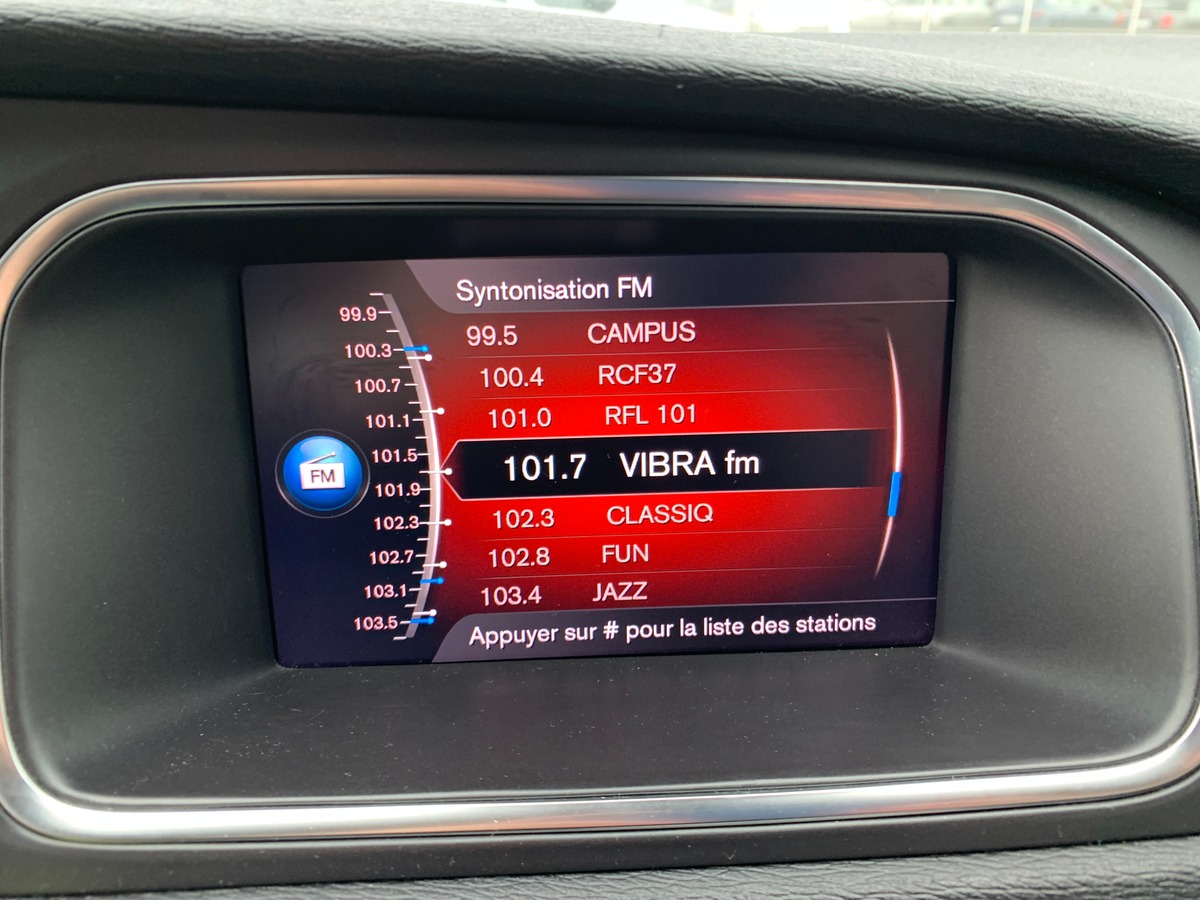 Syntonisation FM
99.9
100.3
100.7
101.1
101.5
101.9
102.3
102.7
103.1
103.5
FM
99.5 CAMPUS
100.4 RCF37
101.0 RFL 101
101.7 VIBRA fm
102.3 CLASSIQ
102.8 FUN
103.4 JAZZ
Appuyer sur # pour la liste des stations